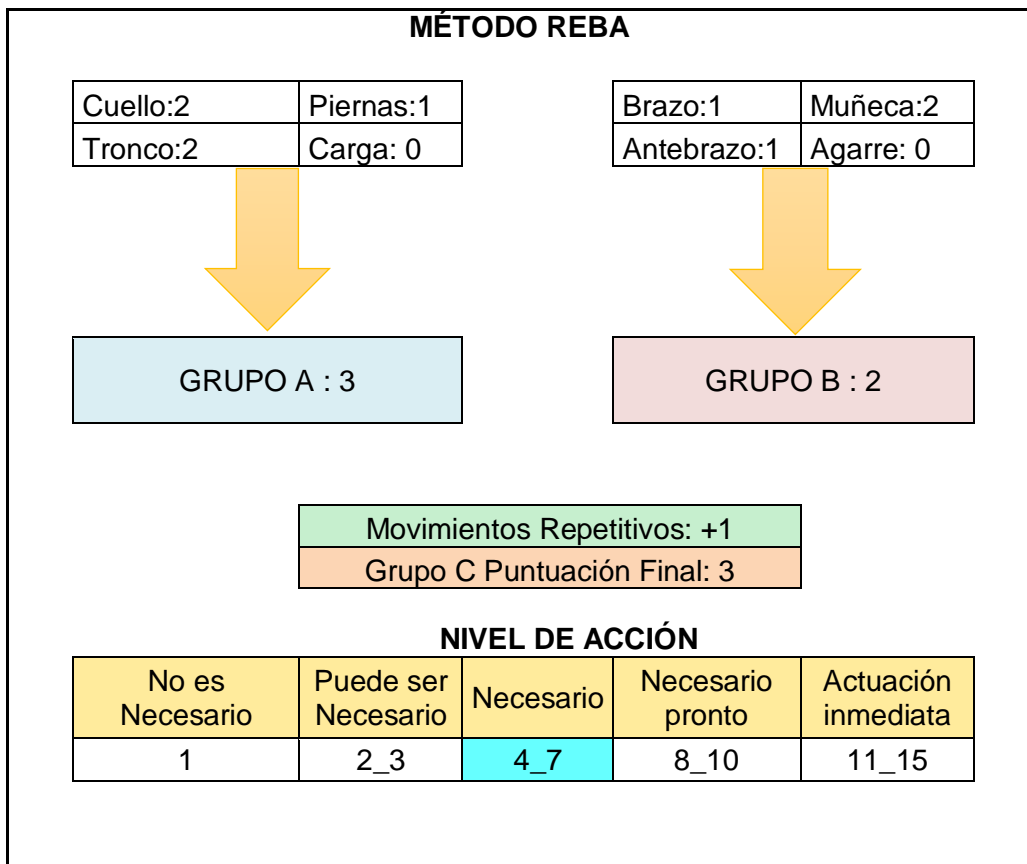 MÉTODO REBA
Cuello:2 Piernas:1
Tronco:2 Carga: 0
Brazo:1 Muñeca:2
Antebrazo:1 Agarre: 0
GRUPO A : 3
GRUPO B : 2
Movimientos Repetitivos: +1
Grupo C Puntuación Final: 3
NIVEL DE ACCIÓN
No es
Necesario
Puede ser
Necesario
Necesario
Necesario
pronto
Actuación
inmediata
1 2_3 4_7 8_10 11_15